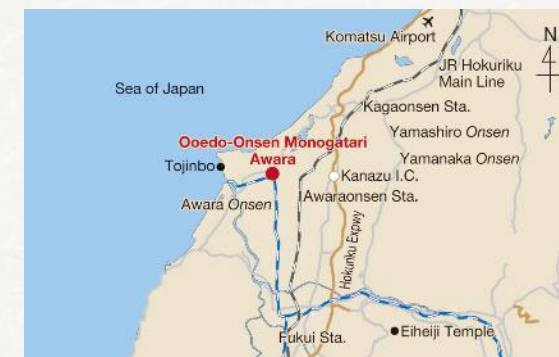 Komatsu Airport
N
JR Hokuriku
Main Line
Sea of Japan
Kagaonsen Sta.
Ooedo-Onsen Monogatari
Awara
Yamashiro Onsen
Yamanaka Onsen
Tojinbo
Kanazu I.C.
Awara Onsen
Awaraonsen Sta.
Hokuriku Expwy
Fukui Sta.
Eiheiji Temple